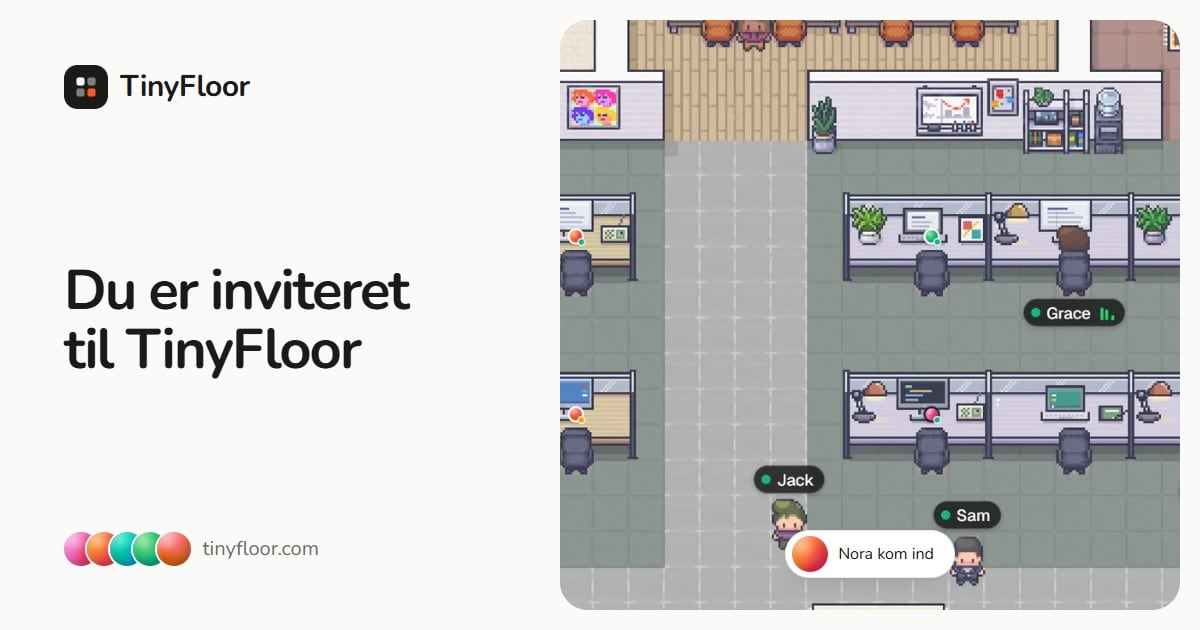 TinyFloor
Du er inviteret
til TinyFloor
tinyfloor.com
Grace
Jack
Sam
Nora kom ind